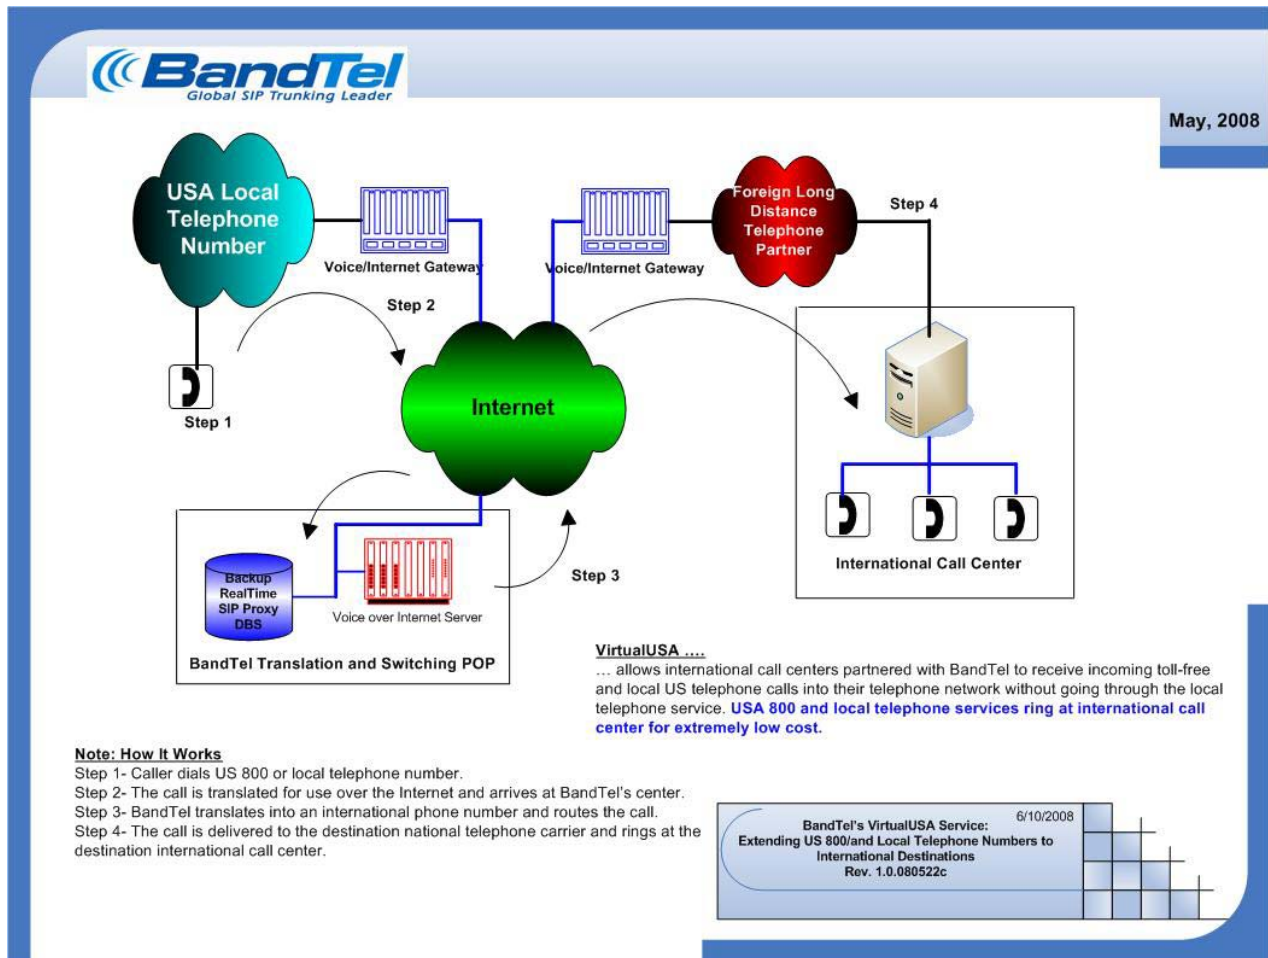 BandTel
Global SIP Trunking Leader
May, 2008
USA Local
Telephone
Number
Voice/Internet Gateway
Voice/Internet Gateway
Foreign Long
Distance
Telephone
Partner
Step 4
Step 2
Step 1
Internet
Backup
RealTime
SIP Proxy
DBS
Voice over Internet Server
BandTel Translation and Switching POP
Step 3
International Call Center
VirtualUSA ....
... allows international call centers partnered with BandTel to receive incoming toll-free
and local US telephone calls into their telephone network without going through the local
telephone service. USA 800 and local telephone services ring at international call
center for extremely low cost.
Note: How It Works
Step 1- Caller dials US 800 or local telephone number.
Step 2- The call is translated for use over the Internet and arrives at BandTel's center.
Step 3- BandTel translates into an international phone number and routes the call.
Step 4- The call is delivered to the destination national telephone carrier and rings at the
destination international call center.
6/10/2008
BandTel's VirtualUSA Service:
Extending US 800/and Local Telephone Numbers to
International Destinations
Rev. 1.0.080522c